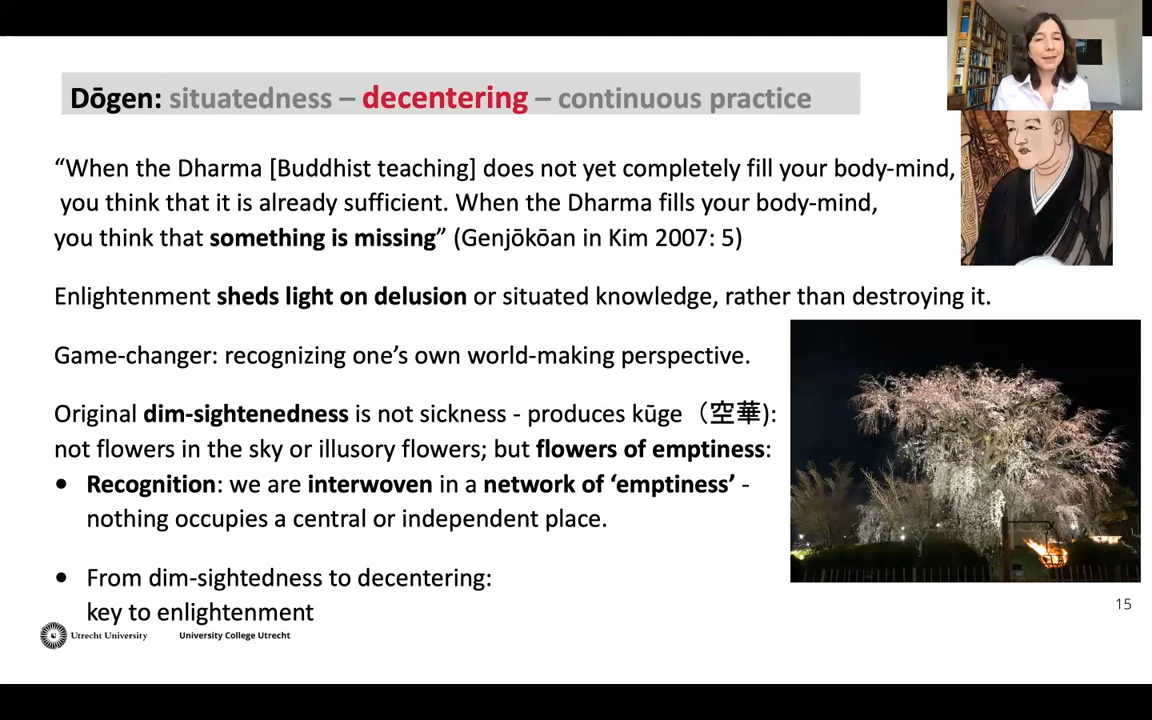 Dōgen: situatedness – decentering – continuous practice
“When the Dharma [Buddhist teaching] does not yet completely fill your body-mind,
you think that it is already sufficient. When the Dharma fills your body-mind,
you think that something is missing” (Genjōkōan in Kim 2007: 5)
Enlightenment sheds light on delusion or situated knowledge, rather than destroying it.
Game-changer: recognizing one’s own world-making perspective.
Original dim-sightenedness is not sickness - produces kūge（空華):
not flowers in the sky or illusory flowers; but flowers of emptiness:
• Recognition: we are interwoven in a network of ‘emptiness’ -
nothing occupies a central or independent place.
• From dim-sightedness to decentering:
key to enlightenment
15
Utrecht University
University College Utrecht